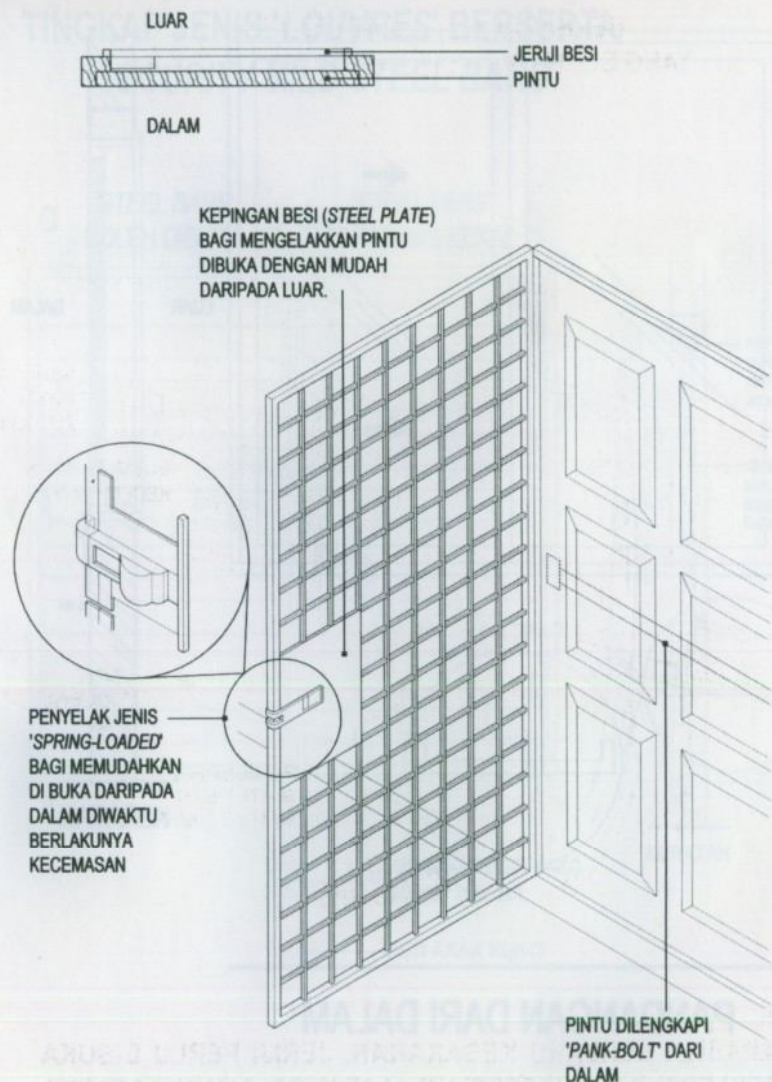 LUAR
JERIJI BESI
PINTU
DALAM
KEPINGAN BESI (STEEL PLATE)
BAGI MENGELAKKAN PINTU
DIBUKA DENGAN MUDAH
DARIPADA LUAR.
PENYELAK JENIS
'SPRING-LOADED'
BAGI MEMUDAHKAN
DI BUKA DARIPADA
DALAM DIWAKTU
BERLAKUNYA
KECEMASAN
PINTU DILENGKAPI
'PANK-BOLT' DARI
DALAM